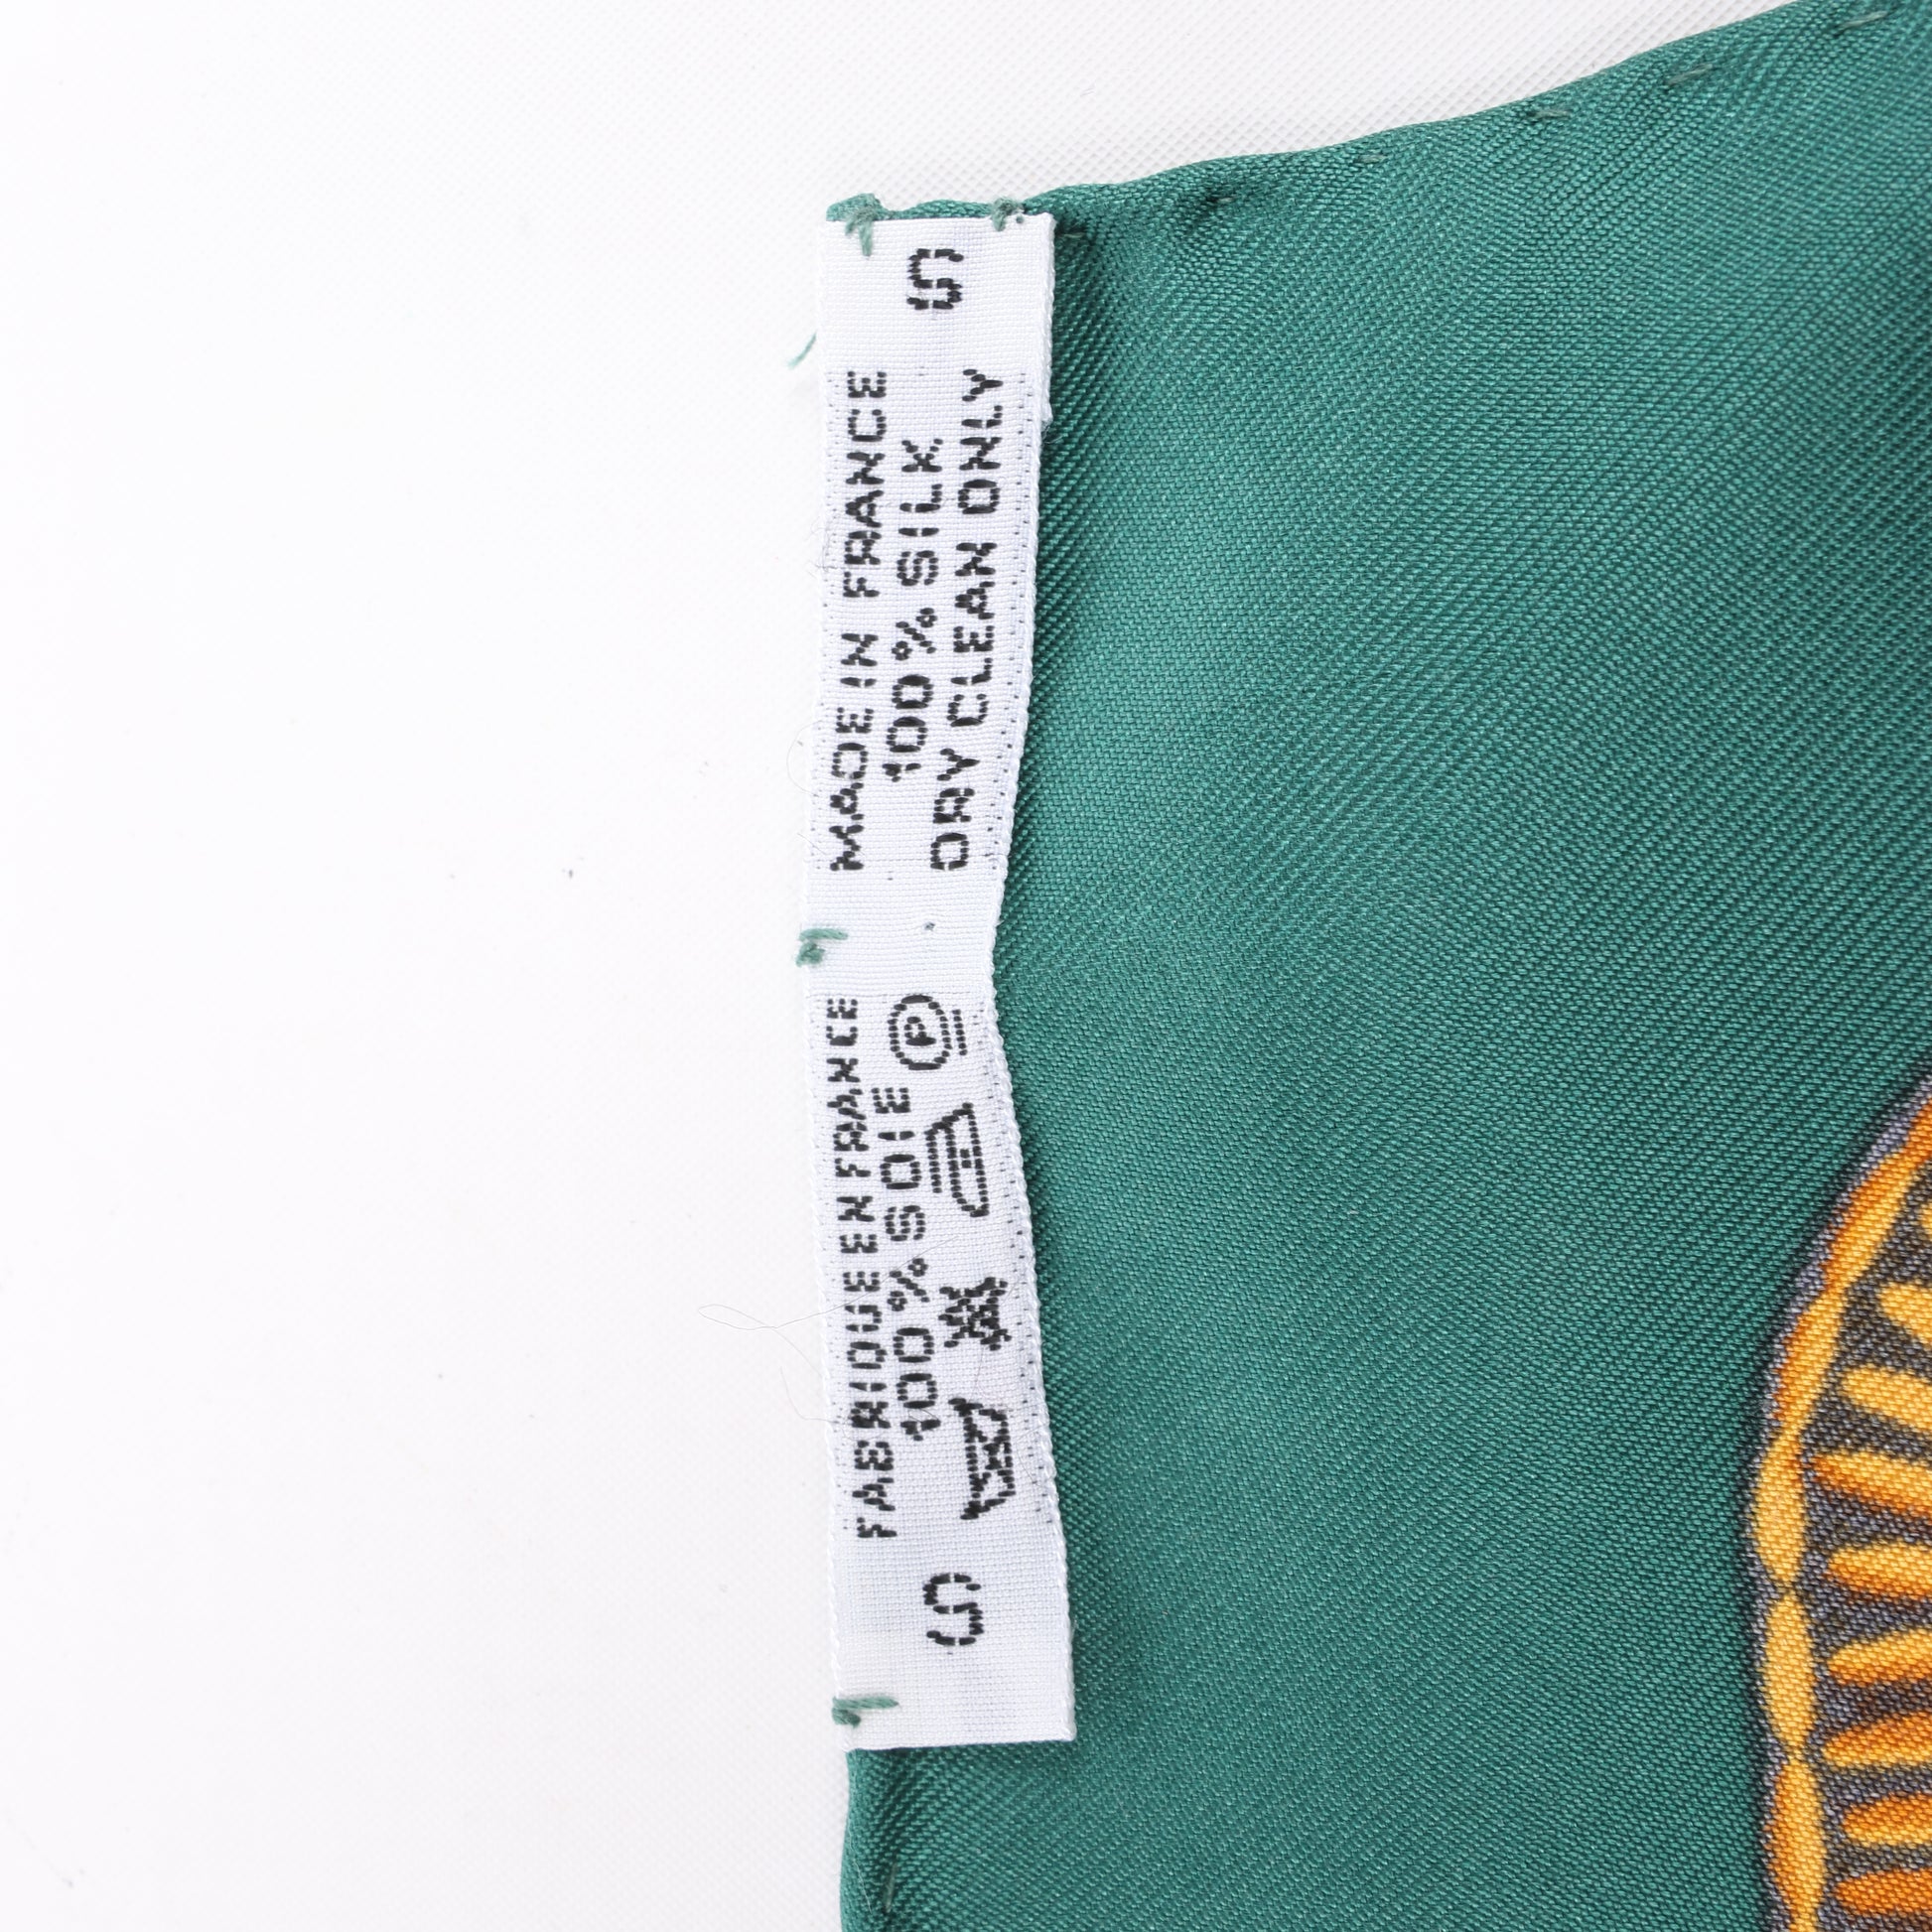 S
FABRIQUE EN FRANCE
100% SOIE
P
MADE IN FRANCE
100% SILK
DRY CLEAN ONLY
S